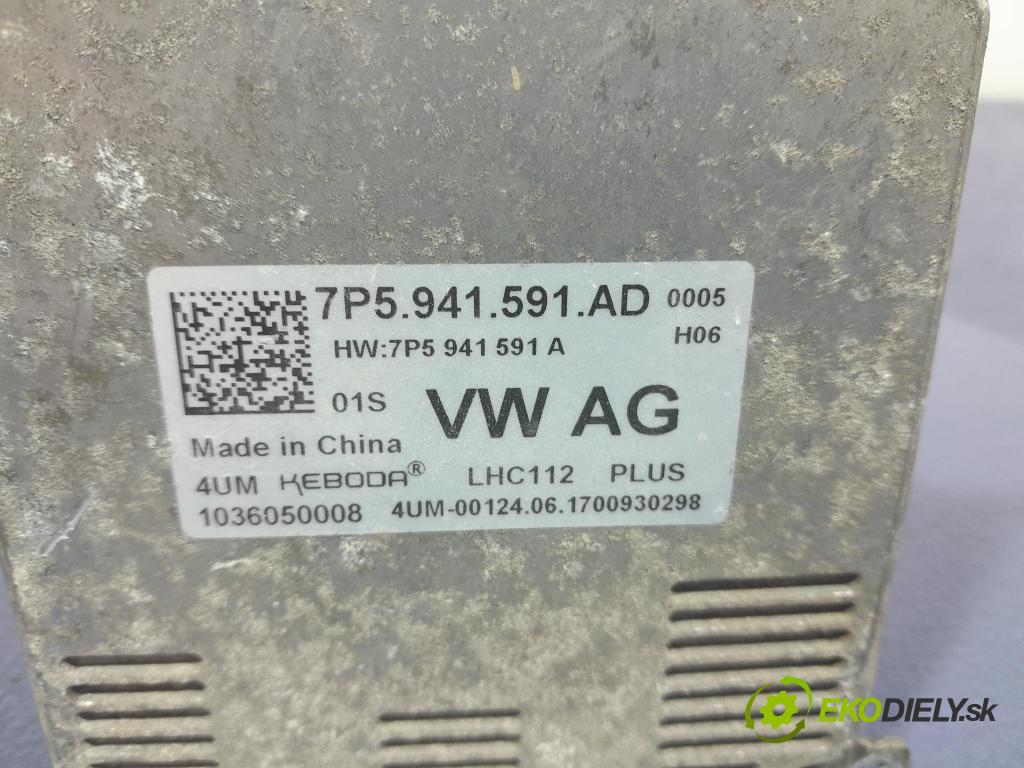 7P5.941.591.AD 0005
HW:7P5 941 591 A H06
01S VW AG
Made in China
4UM KEBODA® LHC112 PLUS
1036050008 4UM-00124.06.1700930298
EKODIELY.sk